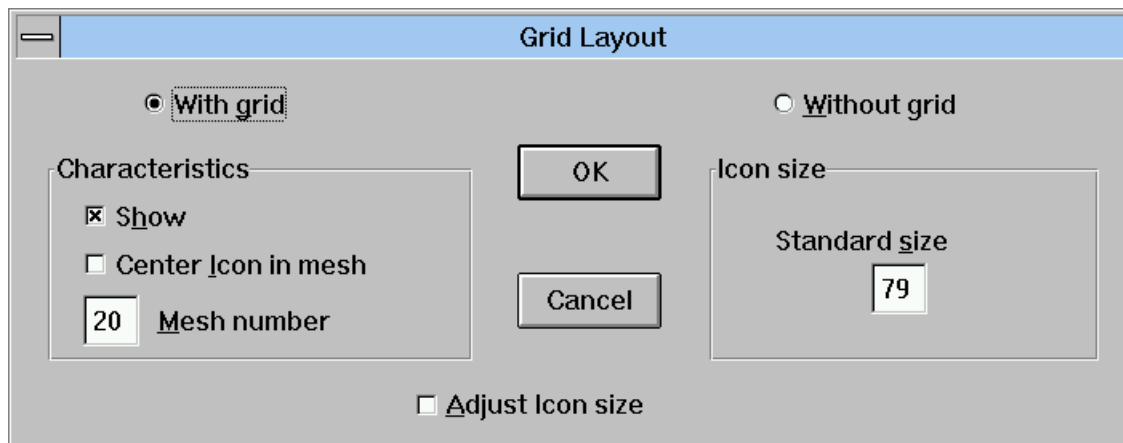 Grid Layout
With grid
Without grid
Characteristics
Show
Center Icon in mesh
20 Mesh number
OK
Cancel
Icon size
Standard size
79
Adjust Icon size